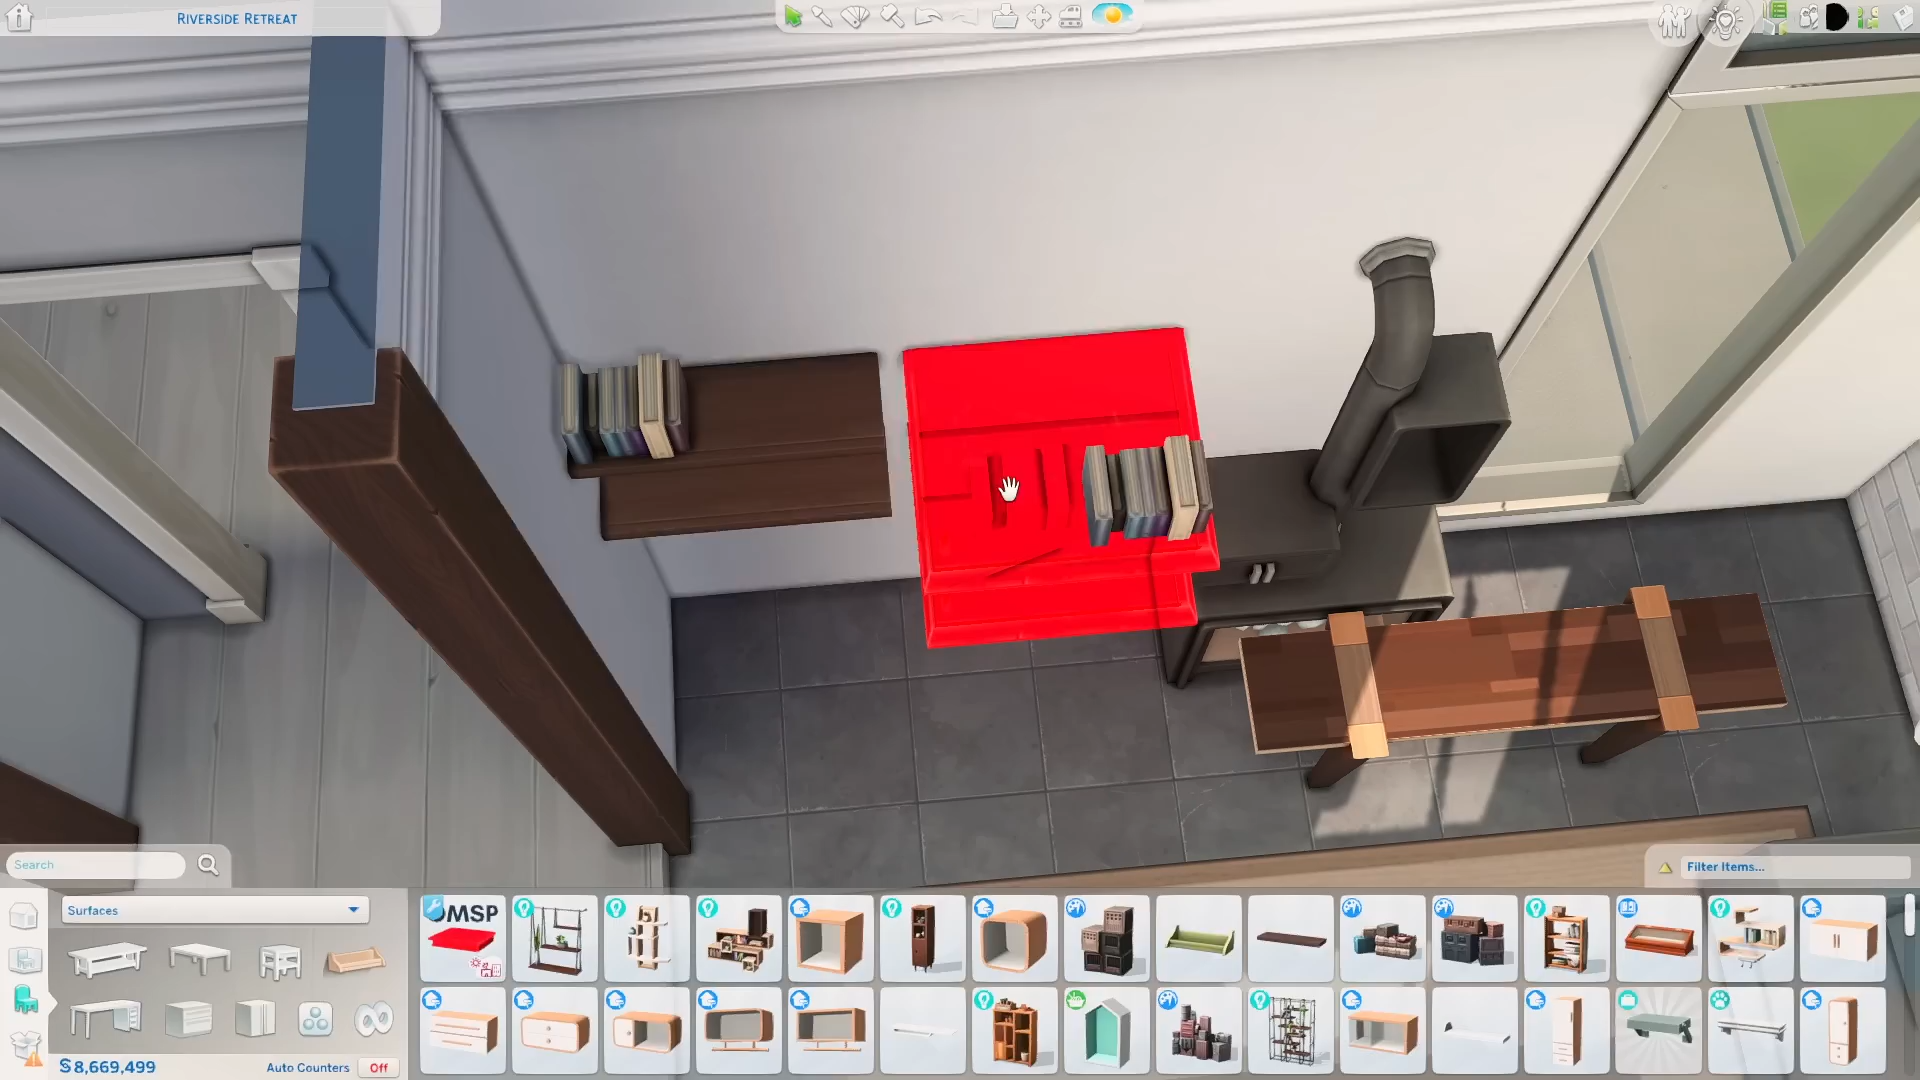 RIVERSIDE RETREAT
Search
Filter Items...
Surfaces
MSP
§8,669,499
Auto Counters
Off